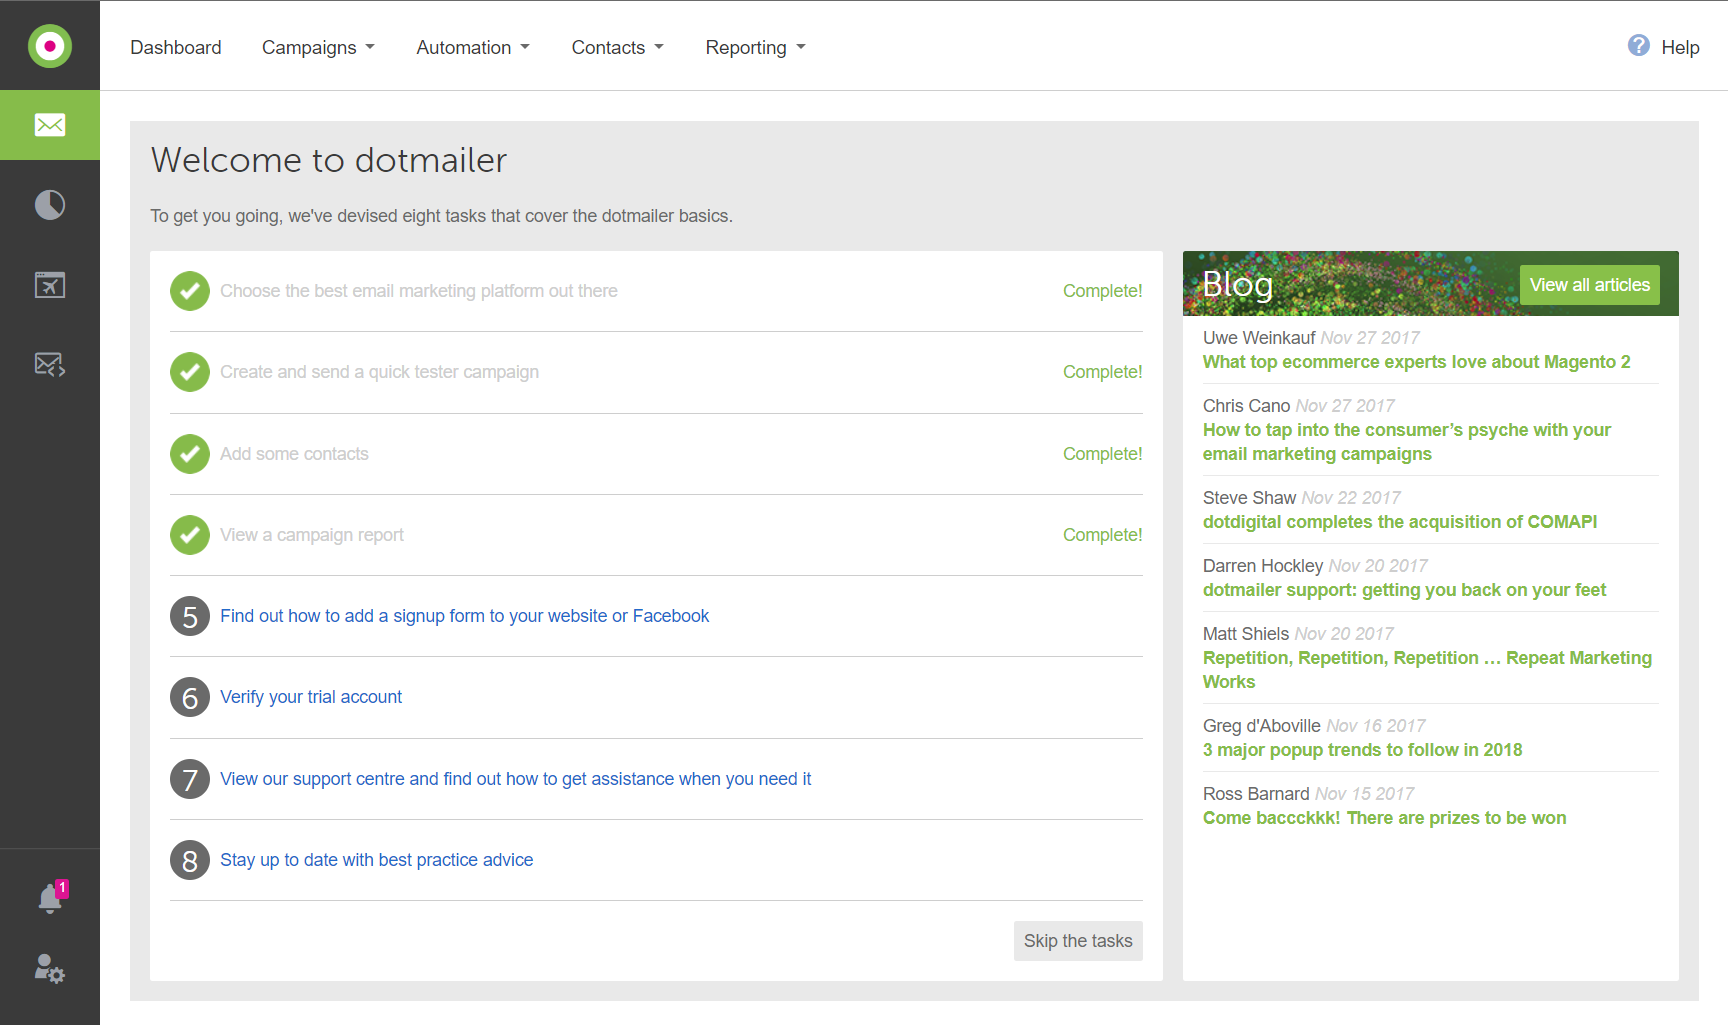 Dashboard
Campaigns
Automation
Contacts
Reporting
? Help
Welcome to dotmailer
To get you going, we've devised eight tasks that cover the dotmailer basics.
Choose the best email marketing platform out there
Complete!
Create and send a quick tester campaign
Complete!
Add some contacts
Complete!
View a campaign report
Complete!
5 Find out how to add a signup form to your website or Facebook
6 Verify your trial account
7 View our support centre and find out how to get assistance when you need it
8 Stay up to date with best practice advice
Skip the tasks
Blog
View all articles
Uwe Weinkauf Nov 27 2017
What top ecommerce experts love about Magento 2
Chris Cano Nov 27 2017
How to tap into the consumer’s psyche with your
email marketing campaigns
Steve Shaw Nov 22 2017
dotdigital completes the acquisition of COMAPI
Darren Hockley Nov 20 2017
dotmailer support: getting you back on your feet
Matt Shiels Nov 20 2017
Repetition, Repetition, Repetition … Repeat Marketing
Works
Greg d'Aboville Nov 16 2017
3 major popup trends to follow in 2018
Ross Barnard Nov 15 2017
Come bacccckkk! There are prizes to be won
1